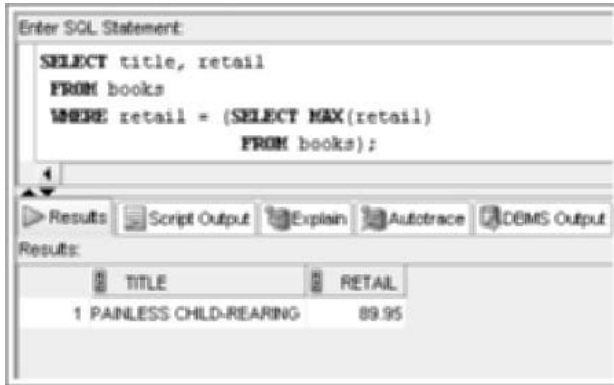 Enter SQL Statement:
SELECT title, retail
FROM books
WHERE retail = (SELECT MAX(retail)
FROM books);
Results Script Output Explain Autotrace DBMS Output
Results:
TITLE RETAIL
1 PAINLESS CHILD-REARING 89.95